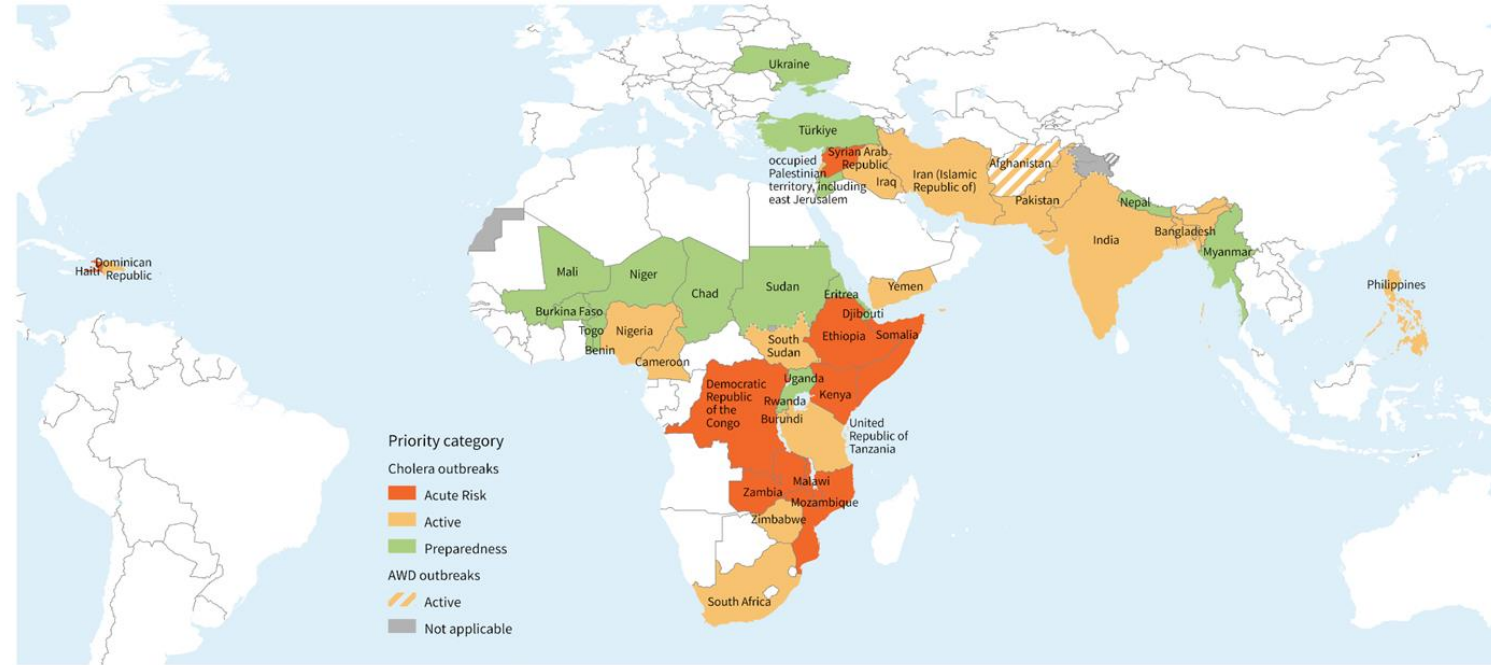 Ukraine
Türkiye
Syrian Arab
Republic
occupied
Palestinian
territory, including
east Jerusalem
Iraq
Iran (Islamic
Republic of)
Afghanistan
Pakistan
Nepal
India
Bangladesh
Myanmar
Philippines
Dominican
Republic
Haiti
Mali
Niger
Chad
Sudan
Eritrea
Yemen
Djibouti
Burkina Faso
Togo
Benin
Nigeria
Cameroon
South
Sudan
Ethiopia
Somalia
Democratic
Republic
of the
Congo
Uganda
Rwanda
Burundi
Kenya
United
Republic of
Tanzania
Malawi
Zambia
Mozambique
Zimbabwe
South Africa
Priority category
Cholera outbreaks
Acute Risk
Active
Preparedness
AWD outbreaks
Active
Not applicable